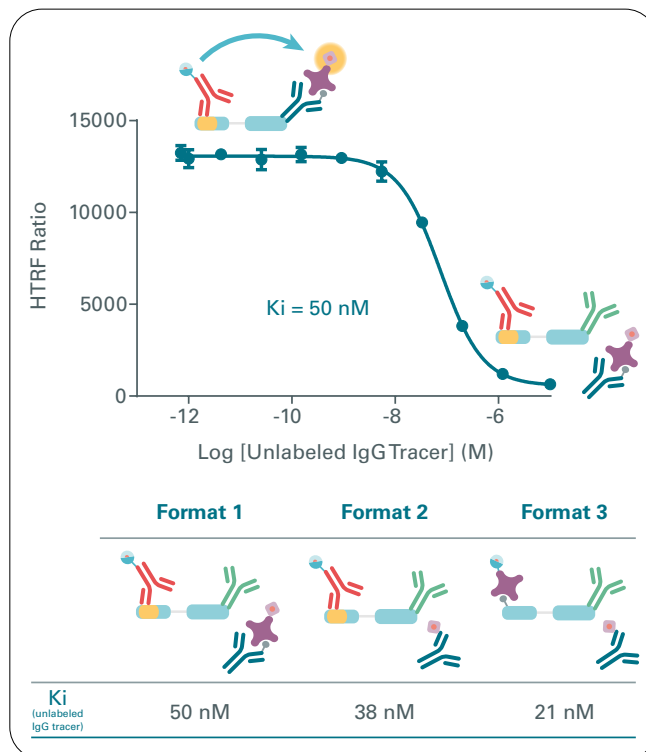 15000
10000
5000
0
HTRF Ratio
Ki = 50 nM
-12
-10
-8
-6
Log [Unlabeled IgG Tracer] (M)
Format 1
Format 2
Format 3
Ki
(unlabeled
IgG tracer)
50 nM
38 nM
21 nM